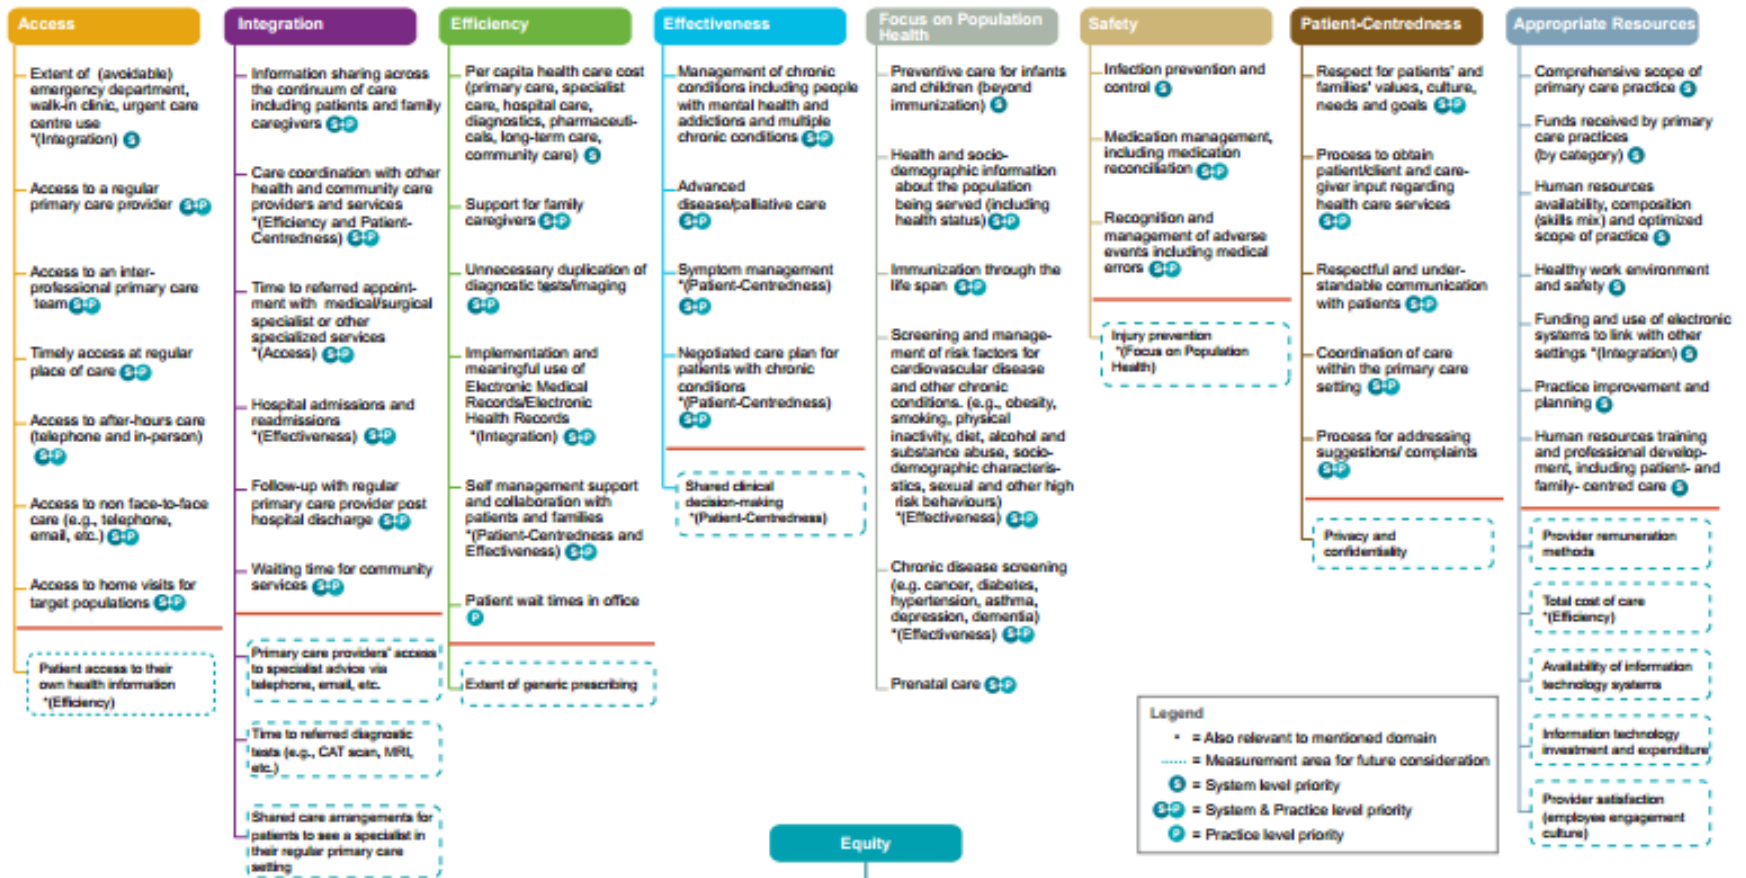 Access
Extent of (avoidable)
emergency department,
walk-in clinic, urgent care
centre use
*(Integration) S
Access to a regular
primary care provider S+P
Access to an inter-
professional primary care
team S+P
Timely access at regular
place of care S+P
Access to after-hours care
(telephone and in-person)
S+P
Access to non face-to-face
care (e.g., telephone,
email, etc.) S+P
Access to home visits for
target populations S+P
Patient access to their
own health information
*(Efficiency)
Integration
Information sharing across
the continuum of care
including patients and family
caregivers S+P
Care coordination with other
health and community care
providers and services
*(Efficiency and Patient-
Centredness) S+P
Time to referred appoint-
ment with medical/surgical
specialist or other
specialized services
*(Access) S+P
Hospital admissions and
readmissions
*(Effectiveness) S+P
Follow-up with regular
primary care provider post
hospital discharge S+P
Waiting time for community
services S+P
Primary care providers' access
to specialist advice via
telephone, email, etc.
Time to referred diagnostic
tests (e.g., CAT scan, MRI,
etc.)
Shared care arrangements for
patients to see a specialist in
their regular primary care
setting
Efficiency
Per capita health care cost
(primary care, specialist
care, hospital care,
diagnostics, pharmaceuti-
cals, long-term care,
community care) S
Support for family
caregivers S+P
Unnecessary duplication of
diagnostic tests/imaging
S+P
Implementation and
meaningful use of
Electronic Medical
Records/Electronic
Health Records
*(Integration) S+P
Self management support
and collaboration with
patients and families
*(Patient-Centredness and
Effectiveness) S+P
Patient wait times in office
P
Extent of generic prescribing
Effectiveness
Management of chronic
conditions including people
with mental health and
addictions and multiple
chronic conditions S+P
Advanced
disease/palliative care
S+P
Symptom management
*(Patient-Centredness)
S+P
Negotiated care plan for
patients with chronic
conditions
*(Patient-Centredness)
S+P
Shared clinical
decision-making
*(Patient-Centredness)
Focus on Population
Health
Preventive care for infants
and children (beyond
immunization) S
Health and socio-
demographic information
about the population
being served (including
health status) S+P
Immunization through the
life span S+P
Screening and manage-
ment of risk factors for
cardiovascular disease
and other chronic
conditions. (e.g., obesity,
smoking, physical
inactivity, diet, alcohol and
substance abuse, socio-
demographic characteris-
stics, sexual and other high
risk behaviours)
*(Effectiveness) S+P
Chronic disease screening
(e.g. cancer, diabetes,
hypertension, asthma,
depression, dementia)
*(Effectiveness) S+P
Prenatal care S+P
Safety
Infection prevention and
control S
Medication management,
including medication
reconciliation S+P
Recognition and
management of adverse
events including medical
errors S+P
Injury prevention
*(Focus on Population
Health)
Patient-Centredness
Respect for patients' and
families' values, culture,
needs and goals S+P
Process to obtain
patient/client and care-
giver input regarding
health care services
S+P
Respectful and under-
standable communication
with patients S+P
Coordination of care
within the primary care
setting S+P
Process for addressing
suggestions/ complaints
S+P
Privacy and
confidentiality
Appropriate Resources
Comprehensive scope of
primary care practice S
Funds received by primary
care practices
(by category) S
Human resources
availability, composition
(skills mix) and optimized
scope of practice S
Healthy work environment
and safety S
Funding and use of electronic
systems to link with other
settings *(Integration) S
Practice improvement and
planning S
Human resources training
and professional develop-
ment, including patient- and
family- centred care S
Provider remuneration
methods
Total cost of care
*(Efficiency)
Availability of information
technology systems
Information technology
investment and expenditure
Provider satisfaction
(employee engagement
culture)
Legend
* = Also relevant to mentioned domain
...... = Measurement area for future consideration
S = System level priority
S+P = System & Practice level priority
P = Practice level priority
Equity